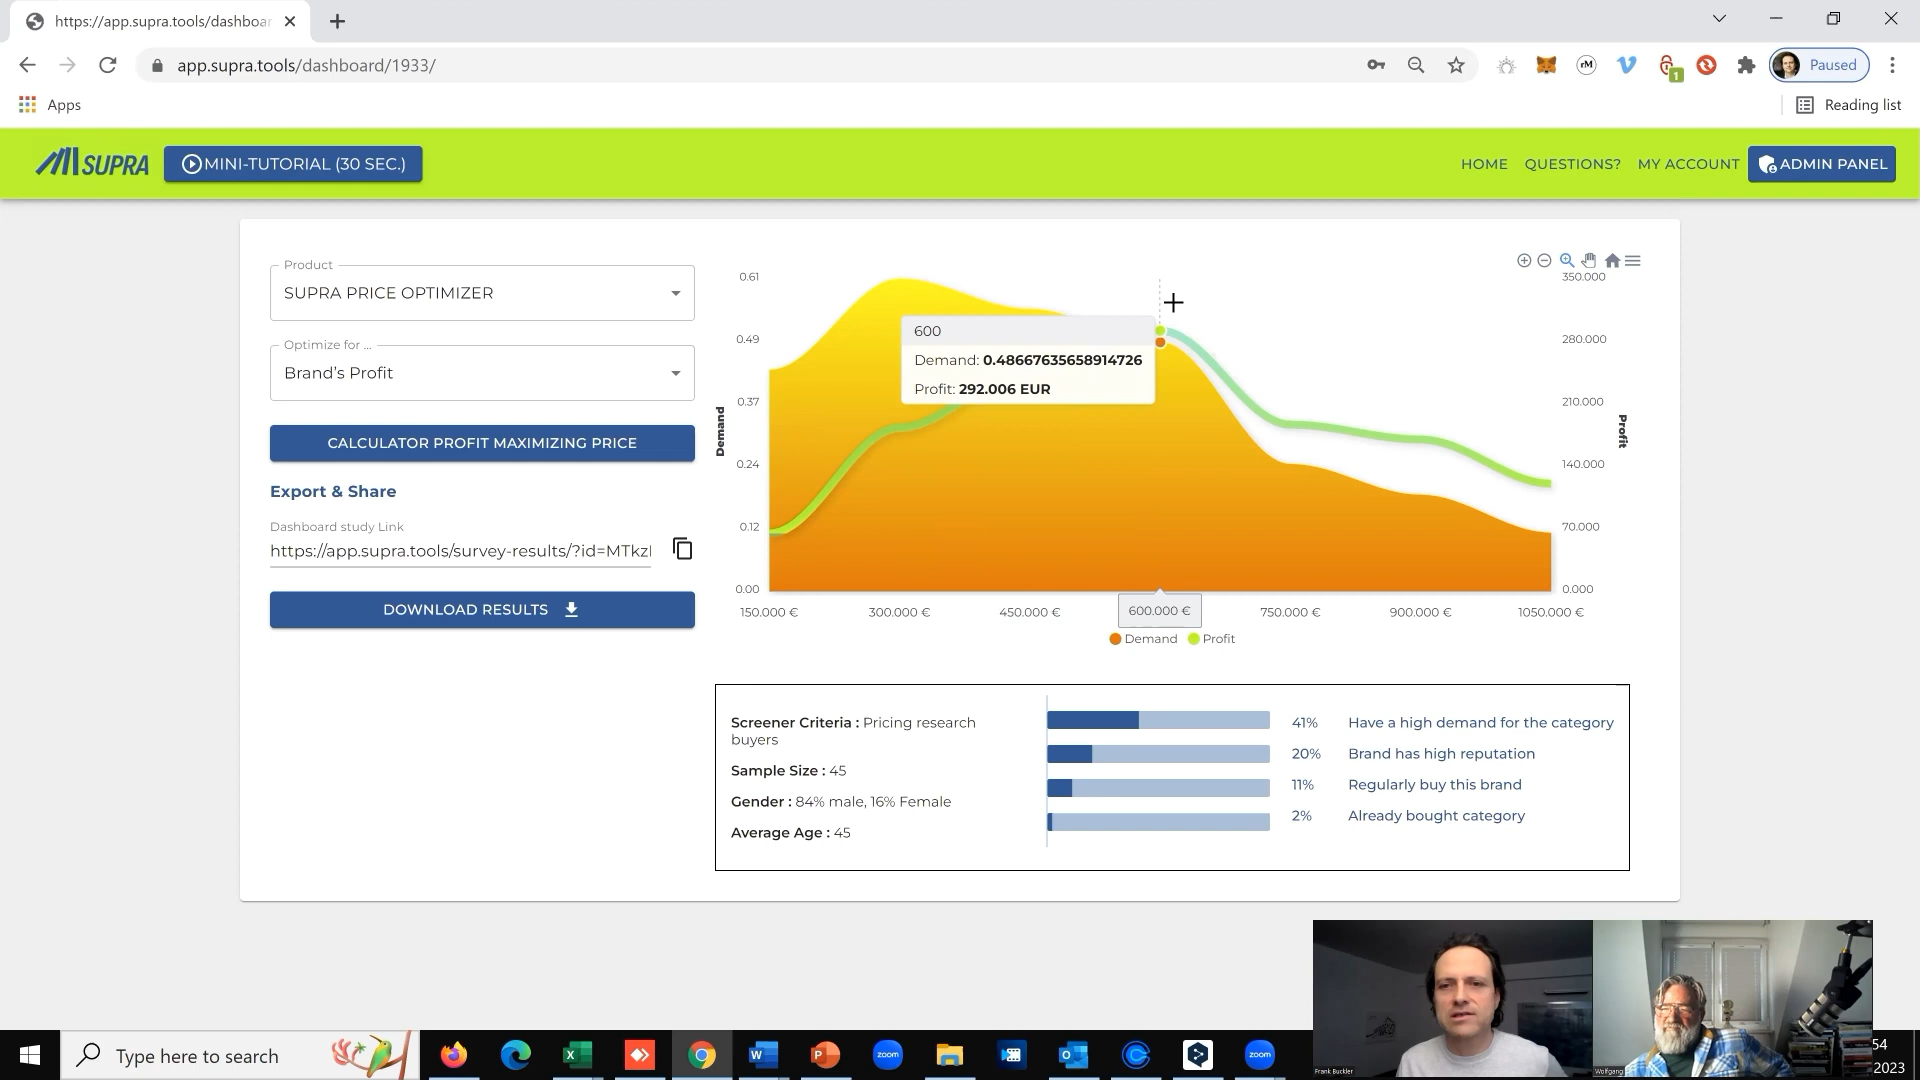 https://app.supra.tools/dashboar
app.supra.tools/dashboard/1933/
1
Paused
Apps
Reading list
SUPRA
MINI-TUTORIAL (30 SEC.)
HOME
QUESTIONS?
MY ACCOUNT
ADMIN PANEL
Product
SUPRA PRICE OPTIMIZER
Optimize for ...
Brand's Profit
CALCULATOR PROFIT MAXIMIZING PRICE
Export & Share
Dashboard study Link
https://app.supra.tools/survey-results/?id=MTkzl
DOWNLOAD RESULTS
Demand
0.61
0.49
0.37
0.24
0.12
0.00
600
Demand: 0.48667635658914726
Profit: 292.006 EUR
350.000
280.000
210.000
140.000
70.000
0.000
Profit
150.000 €
300.000 €
450.000 €
600.000 €
750.000 €
900.000 €
1050.000 €
Demand
Profit
Screener Criteria : Pricing research
buyers
Sample Size : 45
Gender : 84% male, 16% Female
Average Age : 45
41% Have a high demand for the category
20% Brand has high reputation
11% Regularly buy this brand
2% Already bought category
Frank Buckler
Wolfgang
Type here to search
zoom
zoom
54
2023